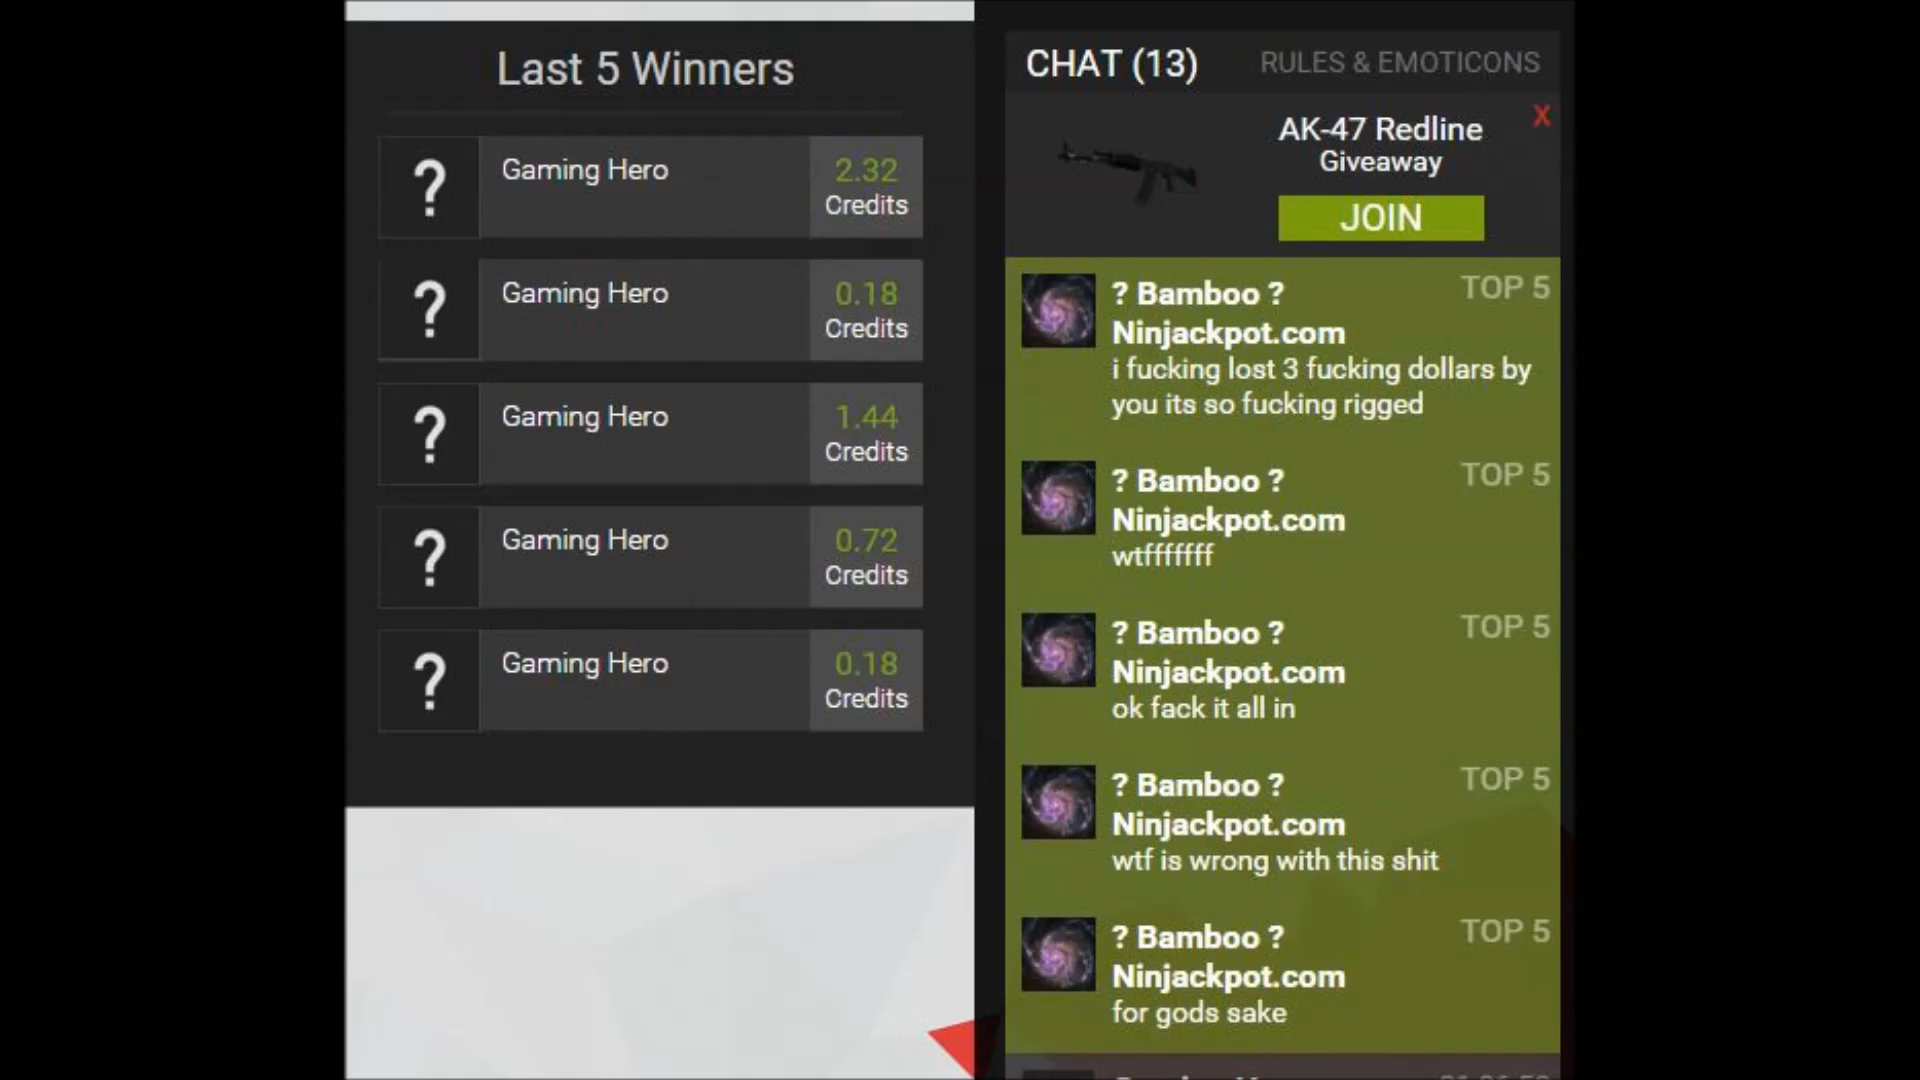 Last 5 Winners
?
Gaming Hero
2.32
Credits
?
Gaming Hero
0.18
Credits
?
Gaming Hero
1.44
Credits
?
Gaming Hero
0.72
Credits
?
Gaming Hero
0.18
Credits
CHAT (13)
RULES & EMOTICONS
X
AK-47 Redline
Giveaway
JOIN
? Bamboo ?
TOP 5
Ninjackpot.com
i fucking lost 3 fucking dollars by
you its so fucking rigged
? Bamboo ?
TOP 5
Ninjackpot.com
wtfffffff
? Bamboo ?
TOP 5
Ninjackpot.com
ok fack it all in
? Bamboo ?
TOP 5
Ninjackpot.com
wtf is wrong with this shit
? Bamboo ?
TOP 5
Ninjackpot.com
for gods sake